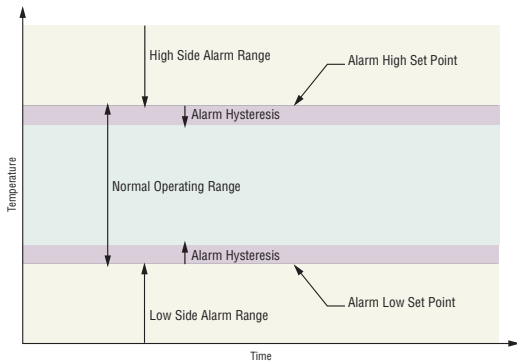 High Side Alarm Range
Alarm High Set Point
Alarm Hysteresis
Temperature
Normal Operating Range
Alarm Hysteresis
Alarm Low Set Point
Low Side Alarm Range
Time